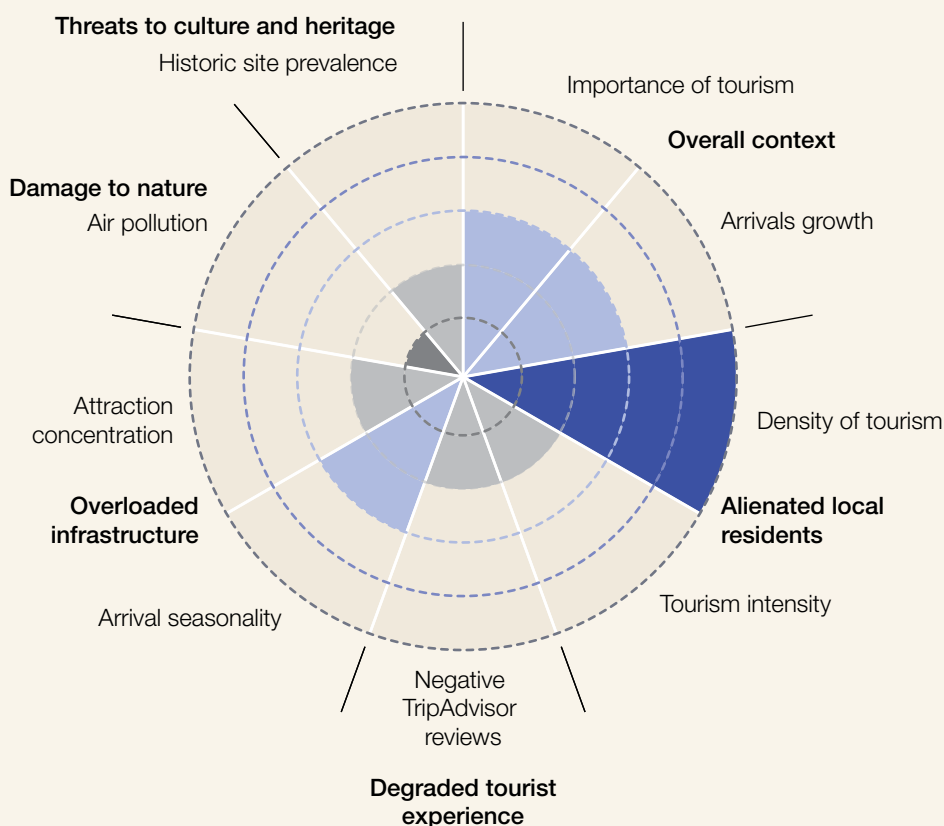 Threats to culture and heritage
Historic site prevalence
Importance of tourism
Overall context
Damage to nature
Air pollution
Arrivals growth
Attraction
concentration
Density of tourism
Overloaded
infrastructure
Alienated local
residents
Arrival seasonality
Tourism intensity
Negative
TripAdvisor
reviews
Degraded tourist
experience